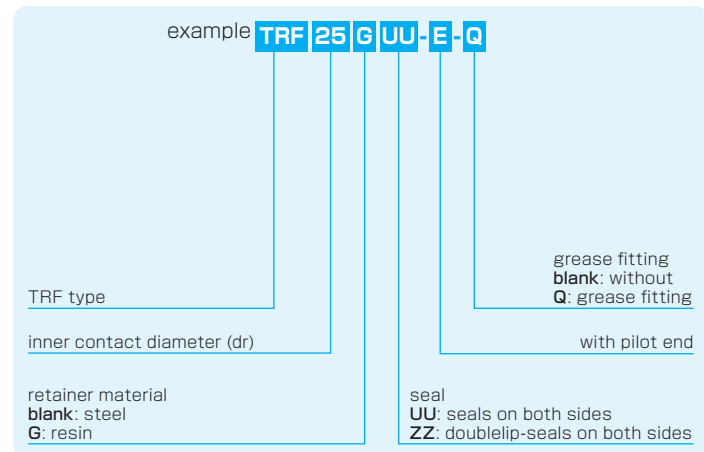 example TRF 25 G UU-E-Q
grease fitting
blank: without
Q: grease fitting
TRF type
inner contact diameter (dr)
with pilot end
retainer material
blank: steel
G: resin
seal
UU: seals on both sides
ZZ: doublelip-seals on both sides